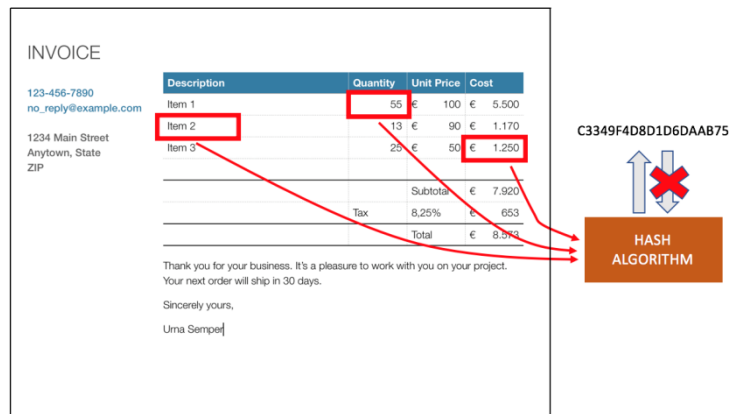 INVOICE
123-456-7890
no_reply@example.com
1234 Main Street
Anytown, State
ZIP
Description Quantity Unit Price Cost
Item 1 55 € 100 € 5.500
Item 2 13 € 90 € 1.170
Item 3 25 € 50 € 1.250
Subtotal € 7.920
Tax 8,25% € 653
Total € 8.573
Thank you for your business. It's a pleasure to work with you on your project.
Your next order will ship in 30 days.
Sincerely yours,
Urna Semper
C3349F4D8D1D6DAAB75
HASH
ALGORITHM